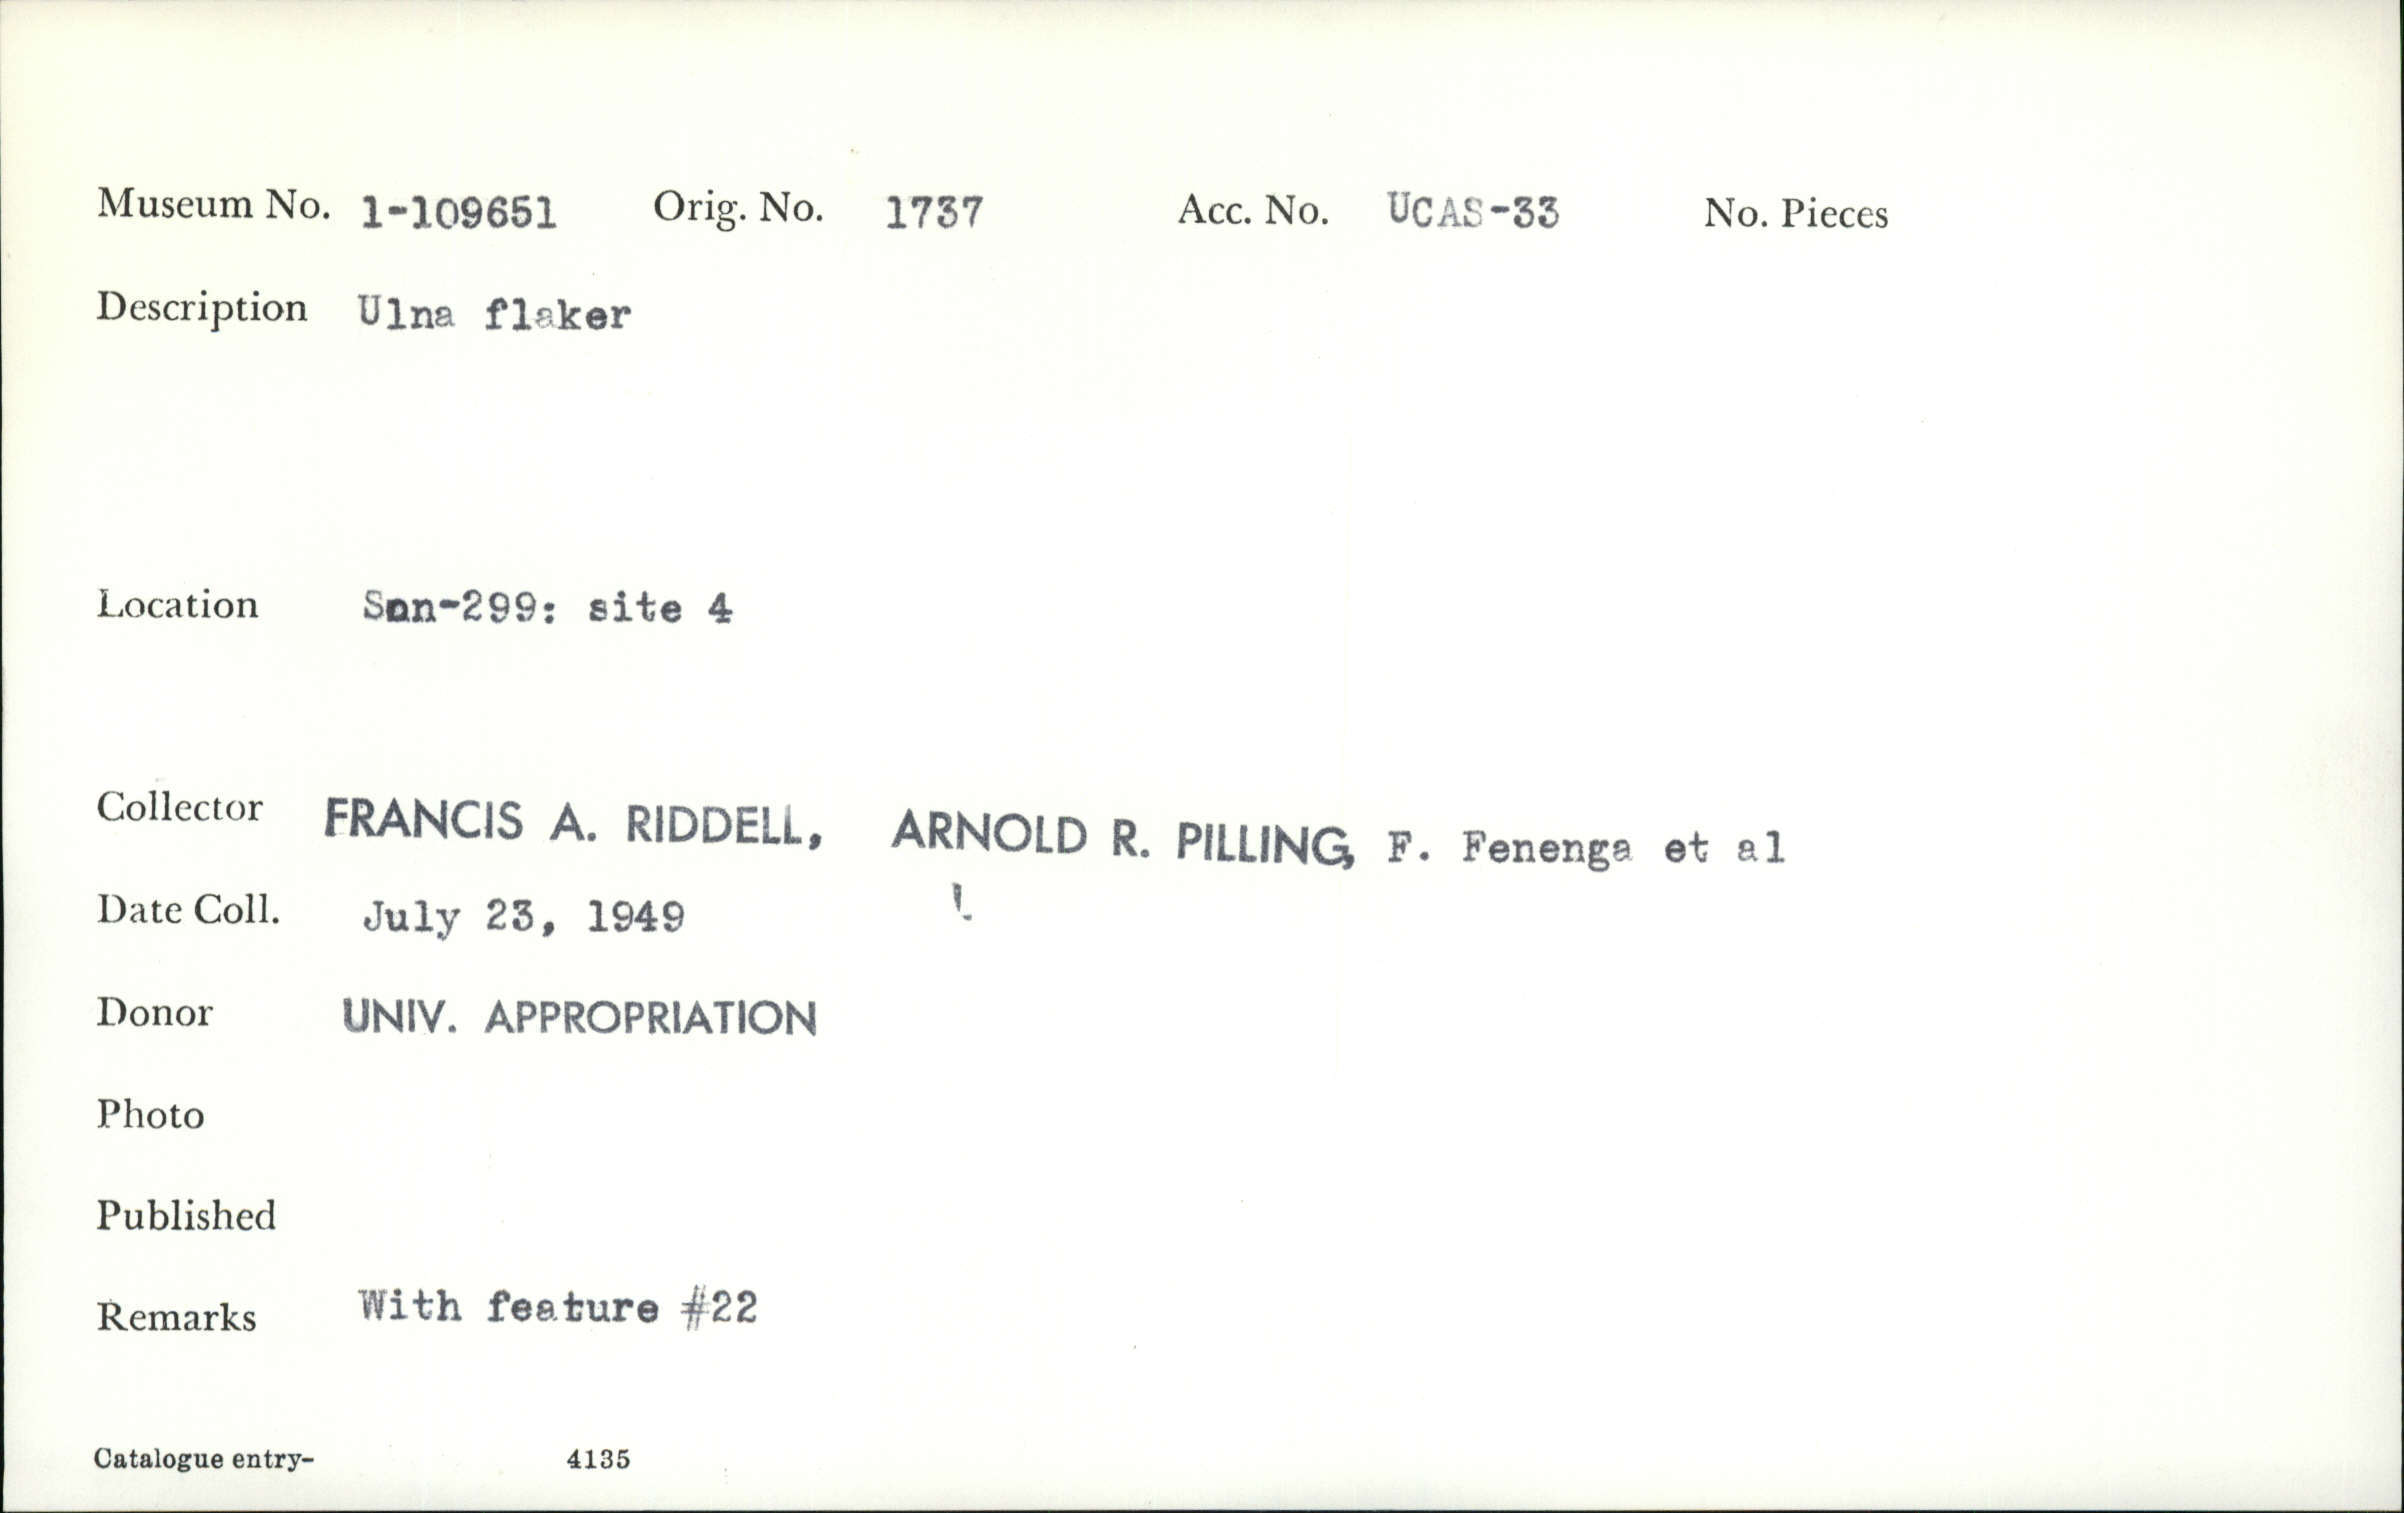 Museum No. 1-109651 Orig. No. 1737 Acc. No. UCAS-33 No. Pieces
Description Ulna flaker
Location Son-299: site 4
Collector FRANCIS A. RIDDELL, ARNOLD R. PILLING, F. Fenenga et al
Date Coll. July 23, 1949
Donor UNIV. APPROPRIATION
Photo
Published
Remarks With feature #22
Catalogue entry- 4135